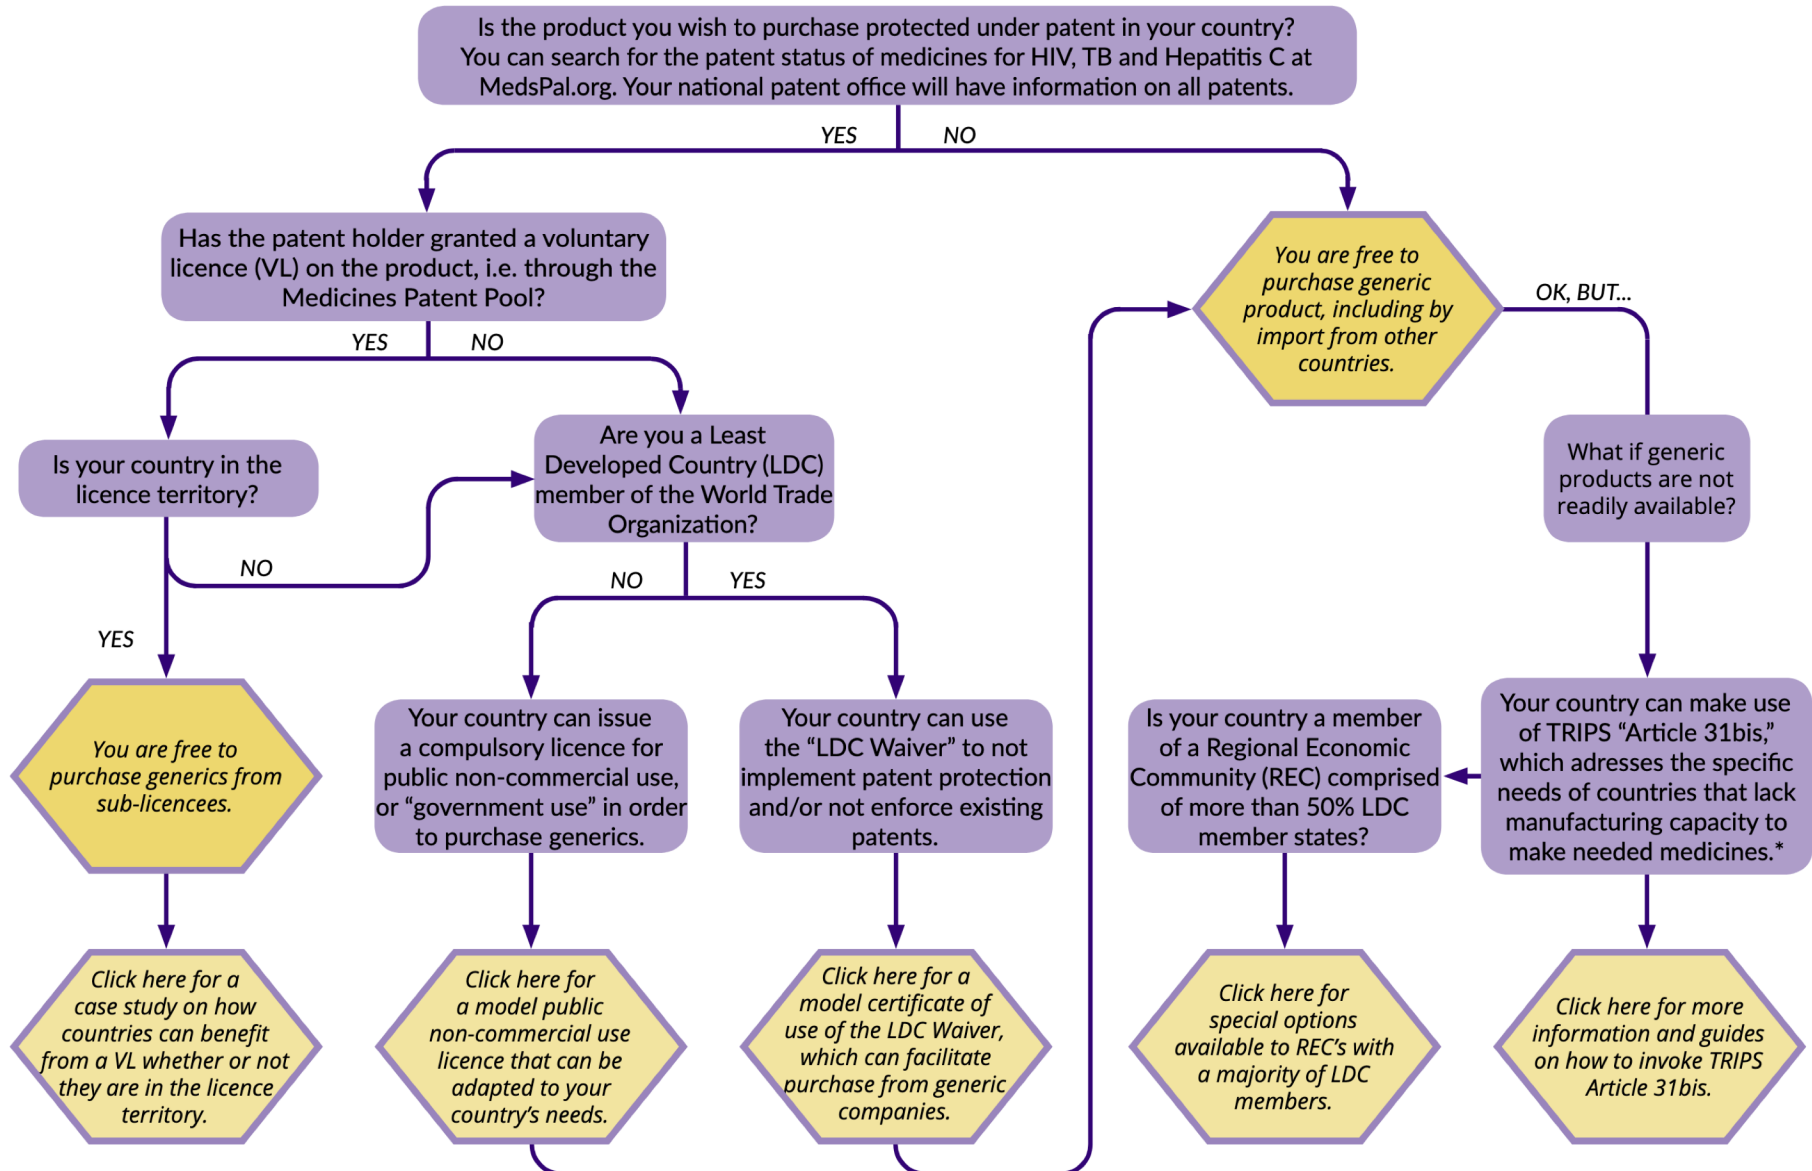 Is the product you wish to purchase protected under patent in your country?
You can search for the patent status of medicines for HIV, TB and Hepatitis C at
MedsPal.org. Your national patent office will have information on all patents.
YES
NO
Has the patent holder granted a voluntary
licence (VL) on the product, i.e. through the
Medicines Patent Pool?
YES
NO
You are free to
purchase generic
product, including by
import from other
countries.
OK, BUT...
Is your country in the
licence territory?
NO
YES
Are you a Least
Developed Country (LDC)
member of the World Trade
Organization?
NO
YES
What if generic
products are not
readily available?
You are free to
purchase generics from
sub-licencees.
Your country can issue
a compulsory licence for
public non-commercial use,
or “government use” in order
to purchase generics.
Your country can use
the “LDC Waiver” to not
implement patent protection
and/or not enforce existing
patents.
Is your country a member
of a Regional Economic
Community (REC) comprised
of more than 50% LDC
member states?
Your country can make use
of TRIPS “Article 31bis,”
which adresses the specific
needs of countries that lack
manufacturing capacity to
make needed medicines.*
Click here for a
case study on how
countries can benefit
from a VL whether or not
they are in the licence
territory.
Click here for
a model public
non-commercial use
licence that can be
adapted to your
country’s needs.
Click here for a
model certificate of
use of the LDC Waiver,
which can facilitate
purchase from generic
companies.
Click here for
special options
available to REC’s with
a majority of LDC
members.
Click here for more
information and guides
on how to invoke TRIPS
Article 31bis.